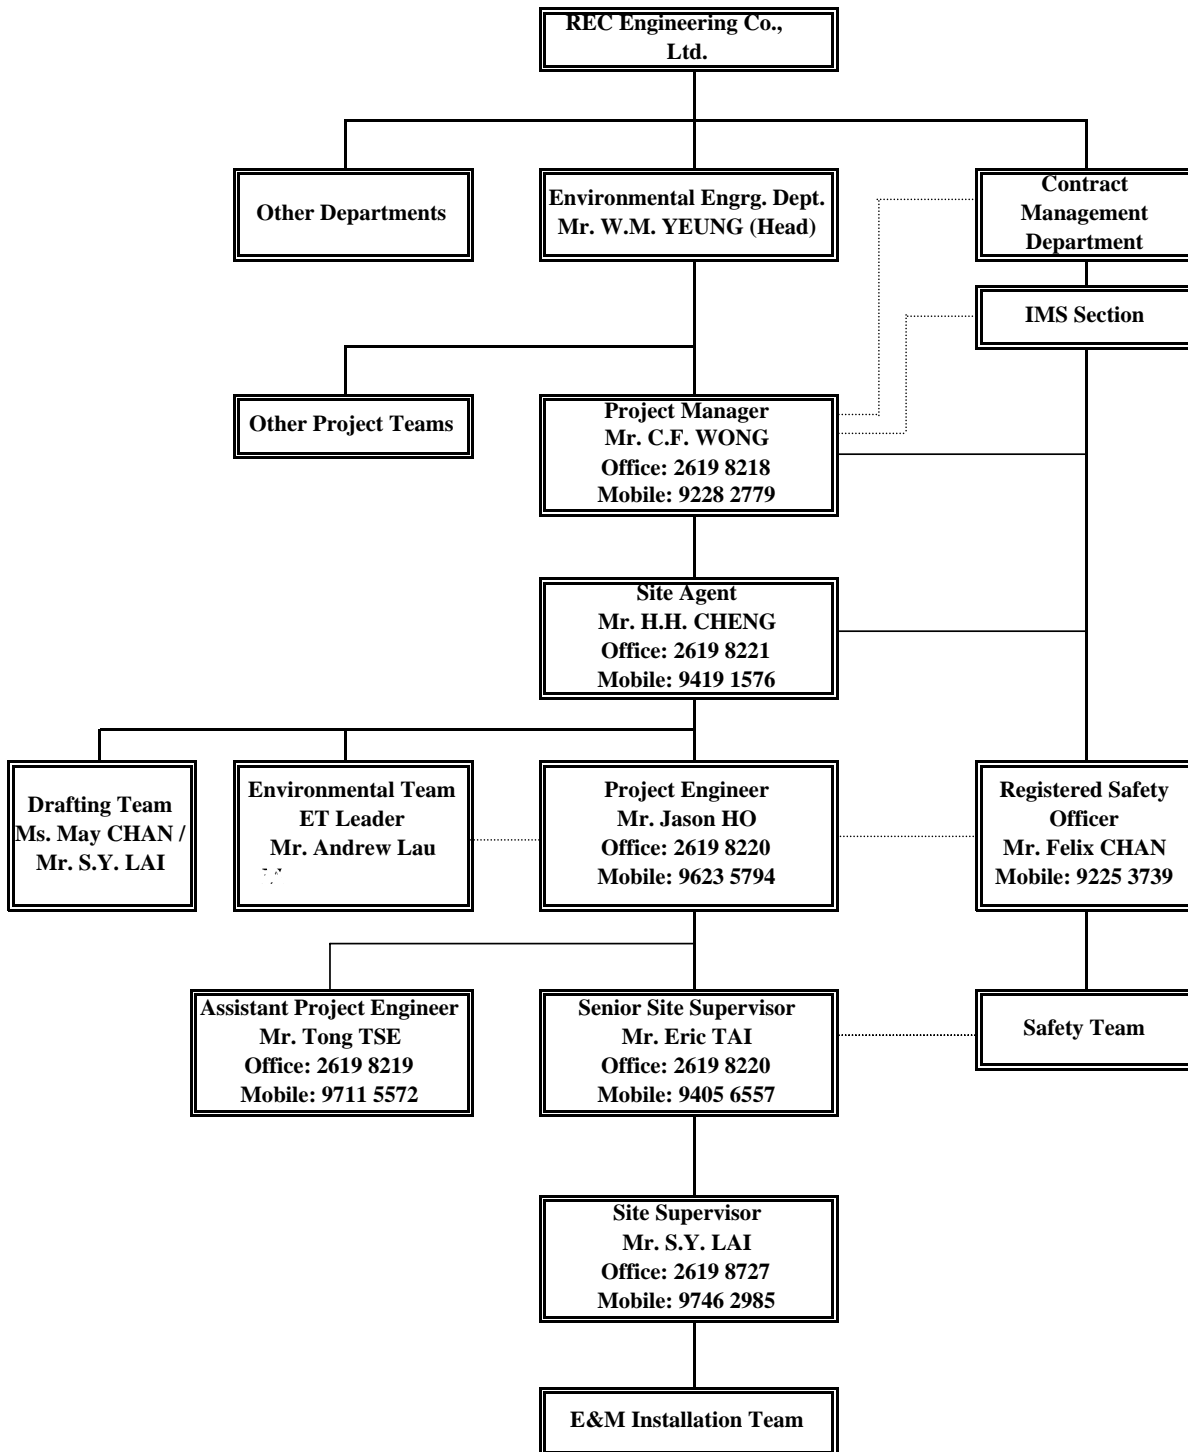 REC Engineering Co.,
Ltd.
Other Departments
Environmental Engrg. Dept.
Mr. W.M. YEUNG (Head)
Contract
Management
Department
IMS Section
Other Project Teams
Project Manager
Mr. C.F. WONG
Office: 2619 8218
Mobile: 9228 2779
Site Agent
Mr. H.H. CHENG
Office: 2619 8221
Mobile: 9419 1576
Drafting Team
Ms. May CHAN /
Mr. S.Y. LAI
Environmental Team
ET Leader
Mr. Andrew Lau
Project Engineer
Mr. Jason HO
Office: 2619 8220
Mobile: 9623 5794
Registered Safety
Officer
Mr. Felix CHAN
Mobile: 9225 3739
Assistant Project Engineer
Mr. Tong TSE
Office: 2619 8219
Mobile: 9711 5572
Senior Site Supervisor
Mr. Eric TAI
Office: 2619 8220
Mobile: 9405 6557
Safety Team
Site Supervisor
Mr. S.Y. LAI
Office: 2619 8727
Mobile: 9746 2985
E&M Installation Team